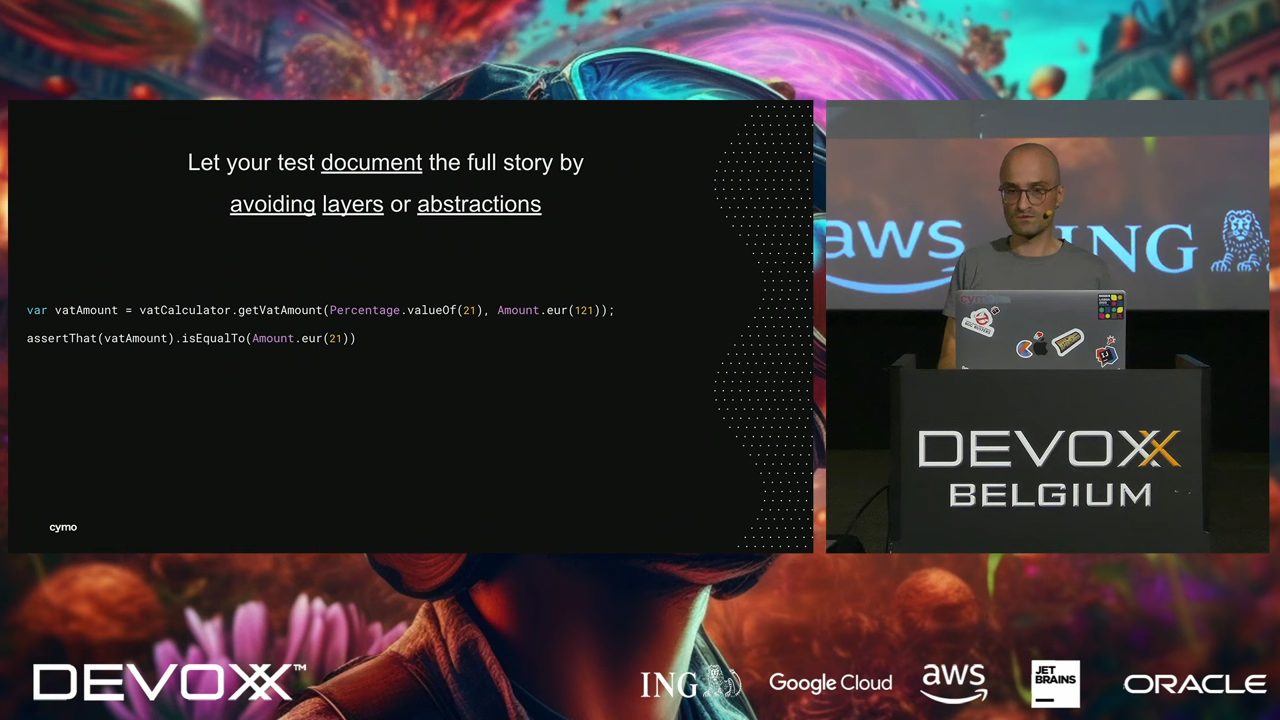 Let your test document the full story by
avoiding layers or abstractions
var vatAmount = vatCalculator.getVatAmount(Percentage.valueOf(21), Amount.eur(121));
assertThat(vatAmount).isEqualTo(Amount.eur(21))
cymo
aws
ING
cymo
DEVOXX
BELGIUM
DEVOXX™
ING
Google Cloud
aws
JET
BRAINS
ORACLE